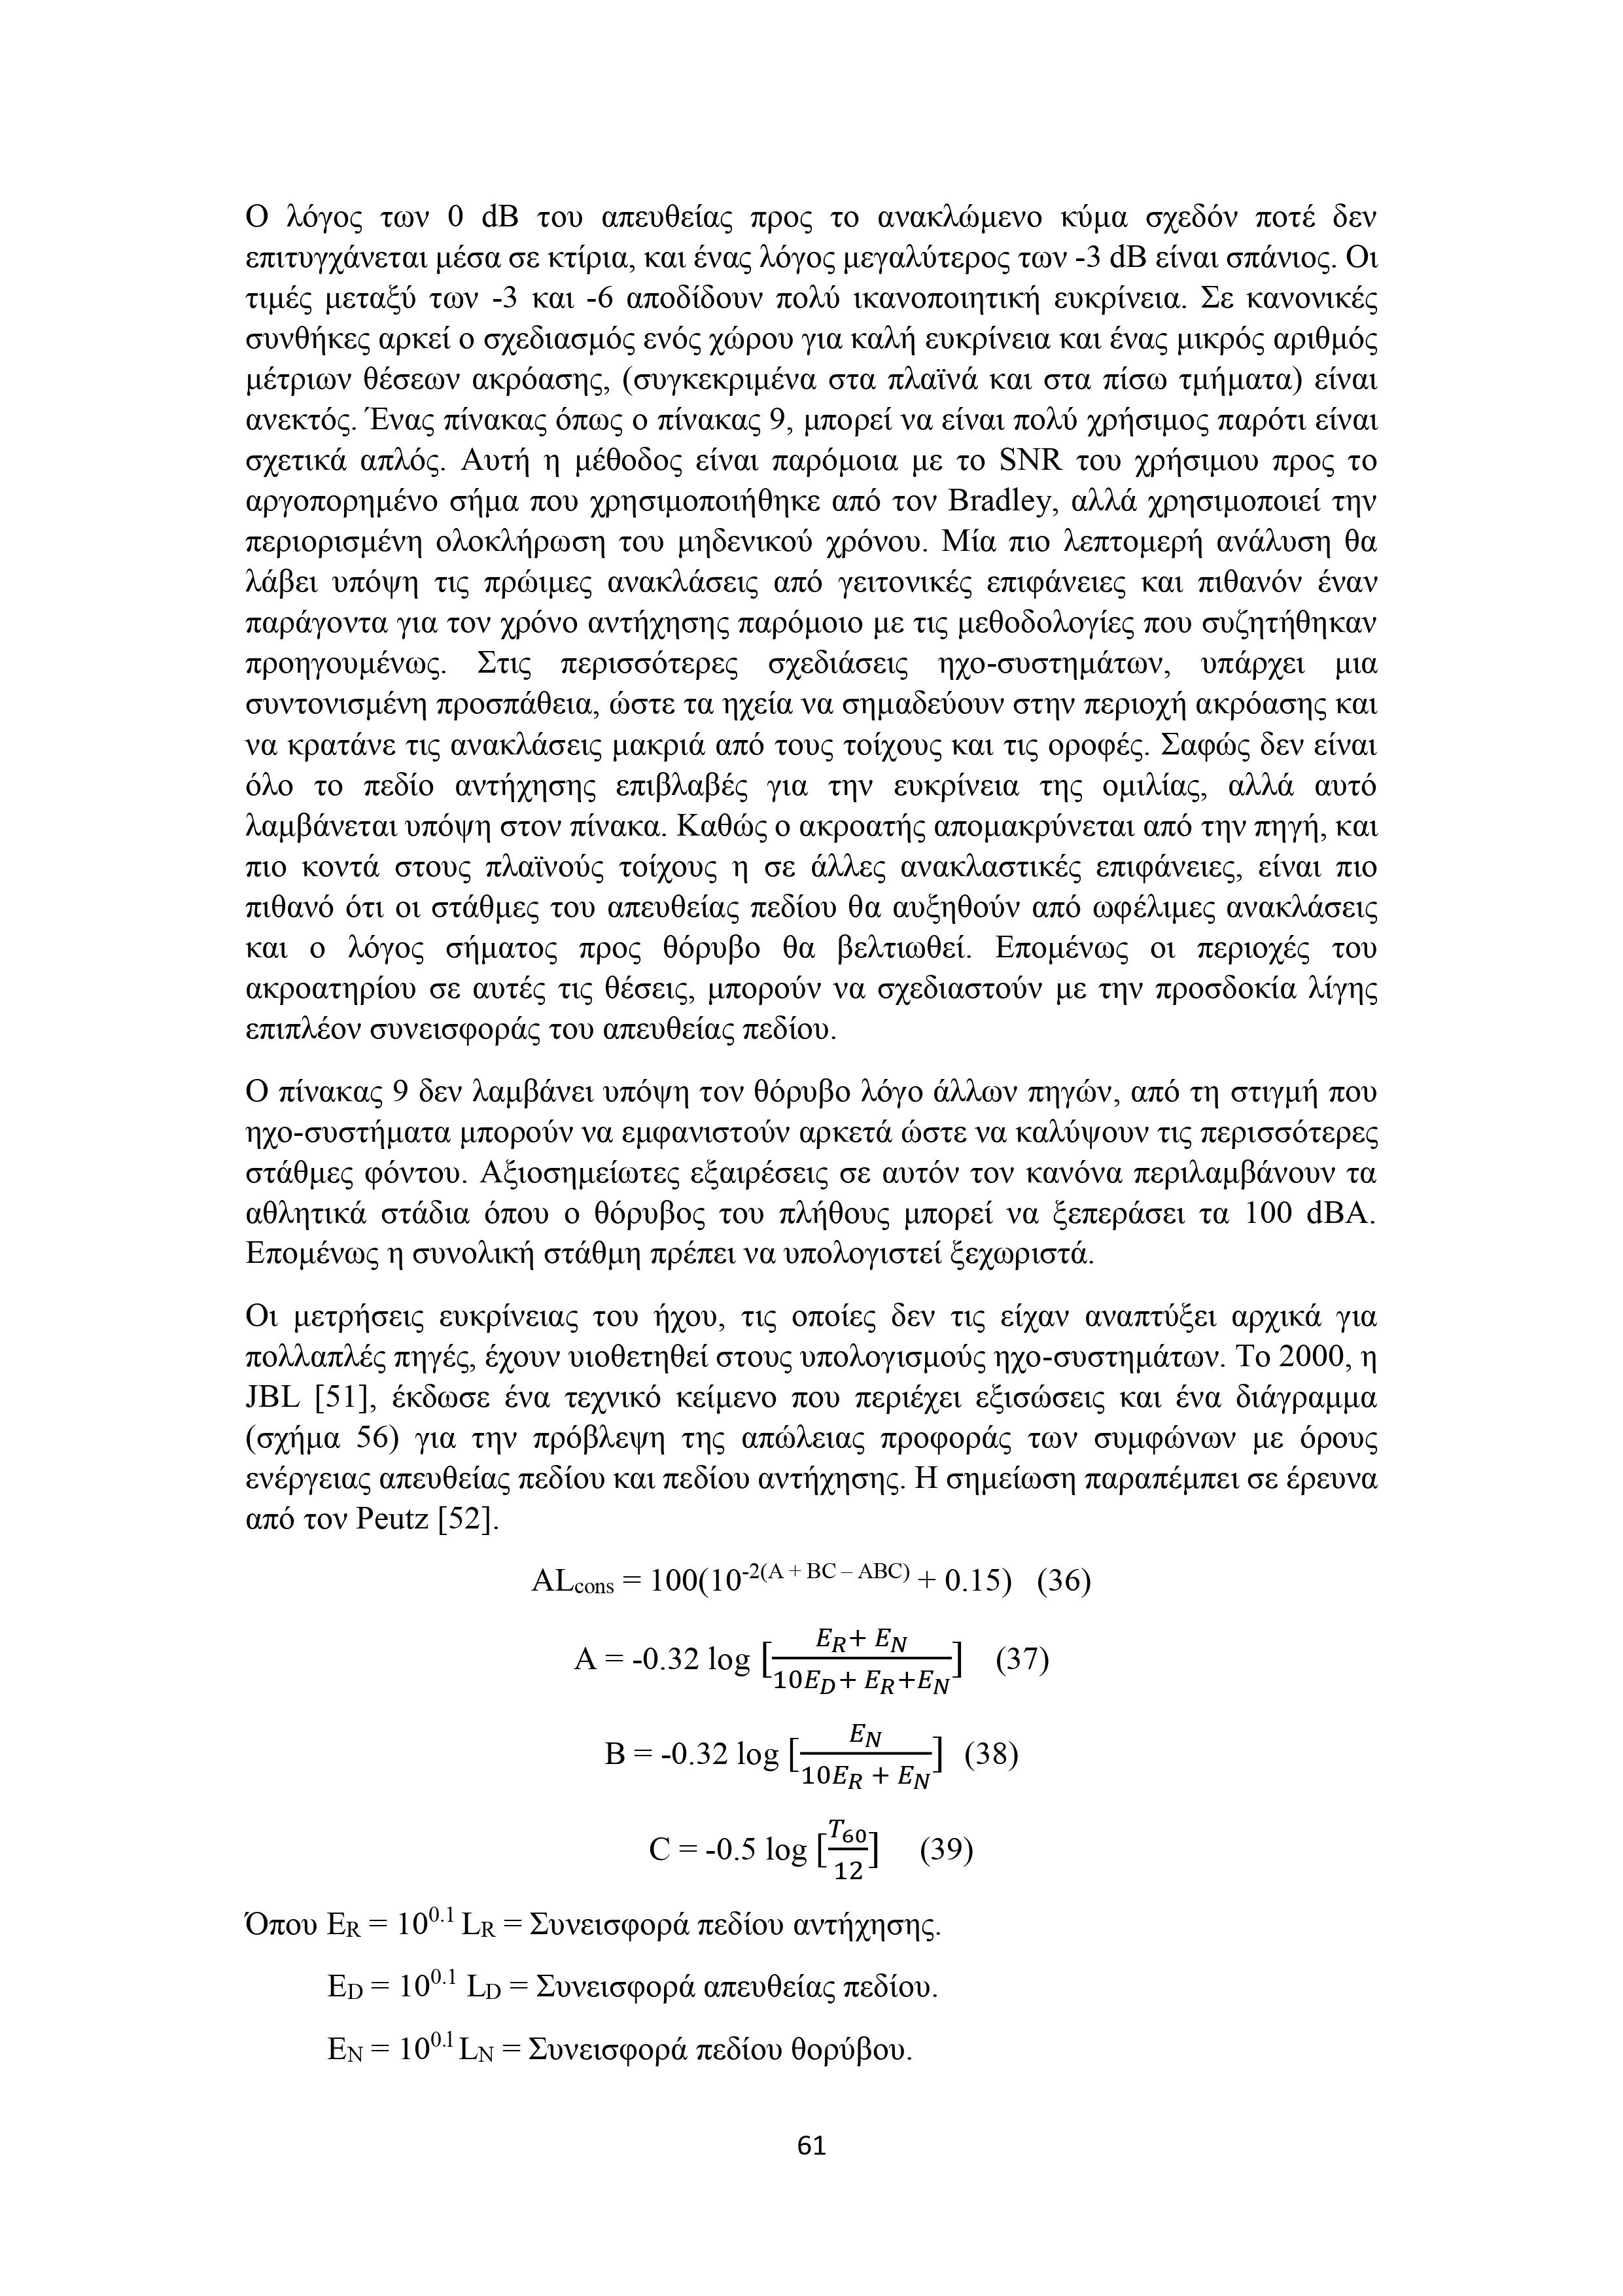 Ο λόγος των 0 dB του απευθείας προς το ανακλώμενο κύμα σχεδόν ποτέ δεν
επιτυγχάνεται μέσα σε κτίρια, και ένας λόγος μεγαλύτερος των -3 dB είναι σπάνιος. Οι
τιμές μεταξύ των -3 και -6 αποδίδουν πολύ ικανοποιητική ευκρίνεια. Σε κανονικές
συνθήκες αρκεί ο σχεδιασμός ενός χώρου για καλή ευκρίνεια και ένας μικρός αριθμός
μέτριων θέσεων ακρόασης, (συγκεκριμένα στα πλαϊνά και στα πίσω τμήματα) είναι
ανεκτός. Ένας πίνακας όπως ο πίνακας 9, μπορεί να είναι πολύ χρήσιμος παρότι είναι
σχετικά απλός. Αυτή η μέθοδος είναι παρόμοια με το SNR του χρήσιμου προς το
αργοπορημένο σήμα που χρησιμοποιήθηκε από τον Bradley, αλλά χρησιμοποιεί την
περιορισμένη ολοκλήρωση του μηδενικού χρόνου. Μία πιο λεπτομερή ανάλυση θα
λάβει υπόψη τις πρώιμες ανακλάσεις από γειτονικές επιφάνειες και πιθανόν έναν
παράγοντα για τον χρόνο αντήχησης παρόμοιο με τις μεθοδολογίες που συζητήθηκαν
προηγουμένως. Στις περισσότερες σχεδιάσεις ηχο-συστημάτων, υπάρχει μια
συντονισμένη προσπάθεια, ώστε τα ηχεία να σημαδεύουν στην περιοχή ακρόασης και
να κρατάνε τις ανακλάσεις μακριά από τους τοίχους και τις οροφές. Σαφώς δεν είναι
όλο το πεδίο αντήχησης επιβλαβές για την ευκρίνεια της ομιλίας, αλλά αυτό
λαμβάνεται υπόψη στον πίνακα. Καθώς ο ακροατής απομακρύνεται από την πηγή, και
πιο κοντά στους πλαϊνούς τοίχους η σε άλλες ανακλαστικές επιφάνειες, είναι πιο
πιθανό ότι οι στάθμες του απευθείας πεδίου θα αυξηθούν από ωφέλιμες ανακλάσεις
και ο λόγος σήματος προς θόρυβο θα βελτιωθεί. Επομένως οι περιοχές του
ακροατηρίου σε αυτές τις θέσεις, μπορούν να σχεδιαστούν με την προσδοκία λίγης
επιπλέον συνεισφοράς του απευθείας πεδίου.
Ο πίνακας 9 δεν λαμβάνει υπόψη τον θόρυβο λόγο άλλων πηγών, από τη στιγμή που
ηχο-συστήματα μπορούν να εμφανιστούν αρκετά ώστε να καλύψουν τις περισσότερες
στάθμες φόντου. Αξιοσημείωτες εξαιρέσεις σε αυτόν τον κανόνα περιλαμβάνουν τα
αθλητικά στάδια όπου ο θόρυβος του πλήθους μπορεί να ξεπεράσει τα 100 dBA.
Επομένως η συνολική στάθμη πρέπει να υπολογιστεί ξεχωριστά.
Οι μετρήσεις ευκρίνειας του ήχου, τις οποίες δεν τις είχαν αναπτύξει αρχικά για
πολλαπλές πηγές, έχουν υιοθετηθεί στους υπολογισμούς ηχο-συστημάτων. Το 2000, η
JBL [51], έκδωσε ένα τεχνικό κείμενο που περιέχει εξισώσεις και ένα διάγραμμα
(σχήμα 56) για την πρόβλεψη της απώλειας προφοράς των συμφώνων με όρους
ενέργειας απευθείας πεδίου και πεδίου αντήχησης. Η σημείωση παραπέμπει σε έρευνα
από τον Peutz [52].
AL_cons = 100(10^{-2(A + BC – ABC)} + 0.15) (36)
A = -0.32 log [\frac{E_R + E_N}{10E_D + E_R + E_N}] (37)
B = -0.32 log [\frac{E_N}{10E_R + E_N}] (38)
C = -0.5 log [\frac{T_{60}}{12}] (39)
Όπου E_R = 10^{0.1} L_R = Συνεισφορά πεδίου αντήχησης.
E_D = 10^{0.1} L_D = Συνεισφορά απευθείας πεδίου.
E_N = 10^{0.1} L_N = Συνεισφορά πεδίου θορύβου.
61